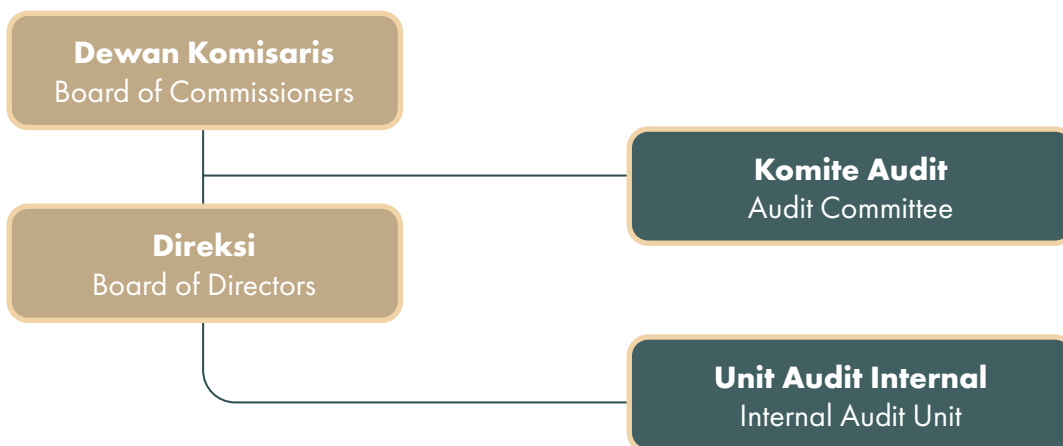 Dewan Komisaris
Board of Commissioners
Komite Audit
Audit Committee
Direksi
Board of Directors
Unit Audit Internal
Internal Audit Unit